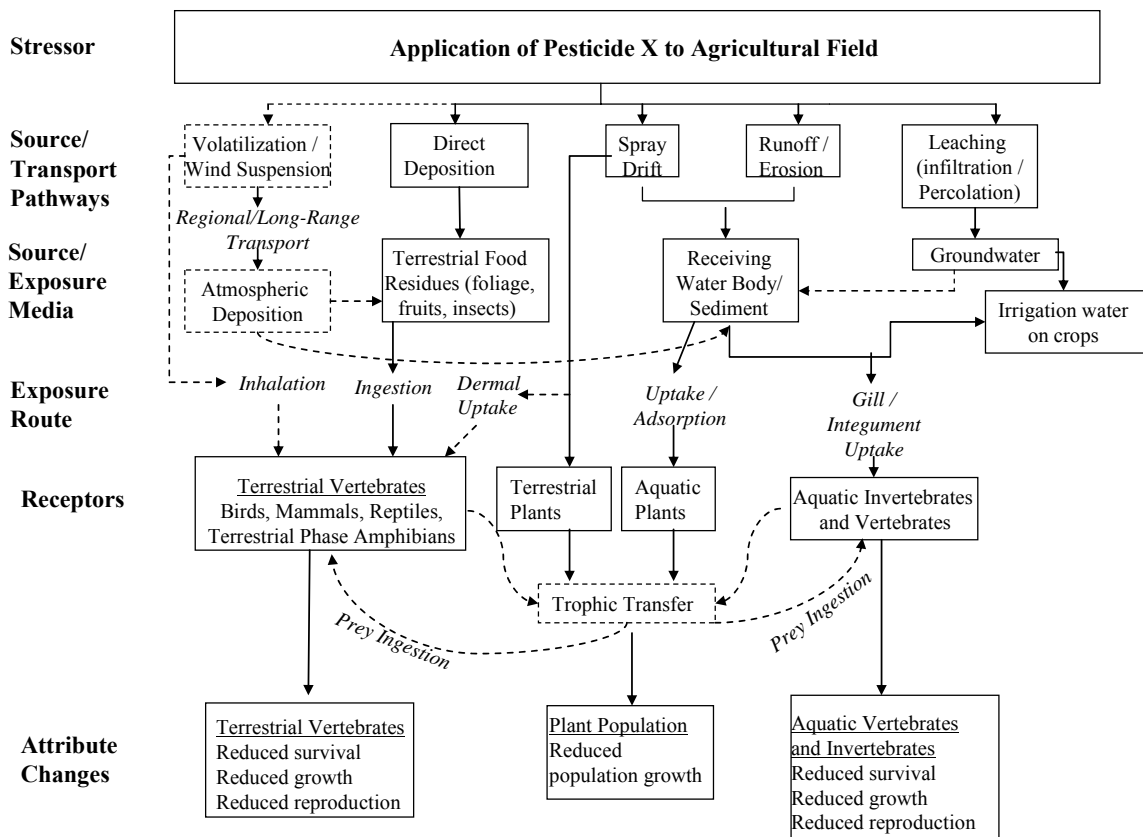 Stressor
Application of Pesticide X to Agricultural Field
Source/
Transport
Pathways
Volatilization /
Wind Suspension
Direct
Deposition
Spray
Drift
Runoff /
Erosion
Leaching
(infiltration /
Percolation)
Regional/Long-Range
Transport
Source/
Exposure
Media
Atmospheric
Deposition
Terrestrial Food
Residues (foliage,
fruits, insects)
Receiving
Water Body/
Sediment
Groundwater
Irrigation water
on crops
Exposure
Route
Inhalation
Ingestion
Dermal
Uptake
Uptake /
Adsorption
Gill /
Integument
Uptake
Receptors
Terrestrial Vertebrates
Birds, Mammals, Reptiles,
Terrestrial Phase Amphibians
Terrestrial
Plants
Aquatic
Plants
Aquatic Invertebrates
and Vertebrates
Trophic Transfer
Prey Ingestion
Prey Ingestion
Attribute
Changes
Terrestrial Vertebrates
Reduced survival
Reduced growth
Reduced reproduction
Plant Population
Reduced
population growth
Aquatic Vertebrates
and Invertebrates
Reduced survival
Reduced growth
Reduced reproduction